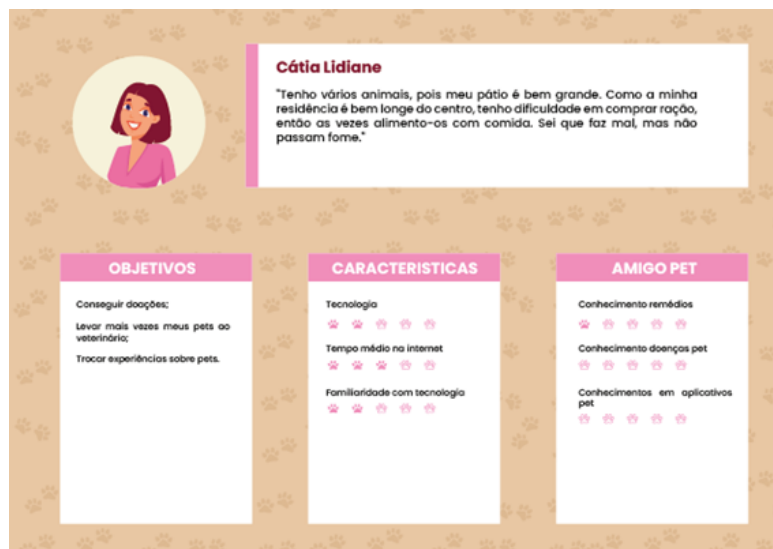 Cátia Lidiane
"Tenho vários animais, pois meu pátio é bem grande. Como a minha
residência é bem longe do centro, tenho dificuldade em comprar ração,
então as vezes alimento-os com comida. Sei que faz mal, mas não
passam fome."
OBJETIVOS
Conseguir doações;
Levar mais vezes meus pets ao
veterinário;
Trocar experiências sobre pets.
CARACTERISTICAS
Tecnologia
Tempo médio na internet
Familiaridade com tecnologia
AMIGO PET
Conhecimento remédios
Conhecimento doenças pet
Conhecimentos em aplicativos
pet